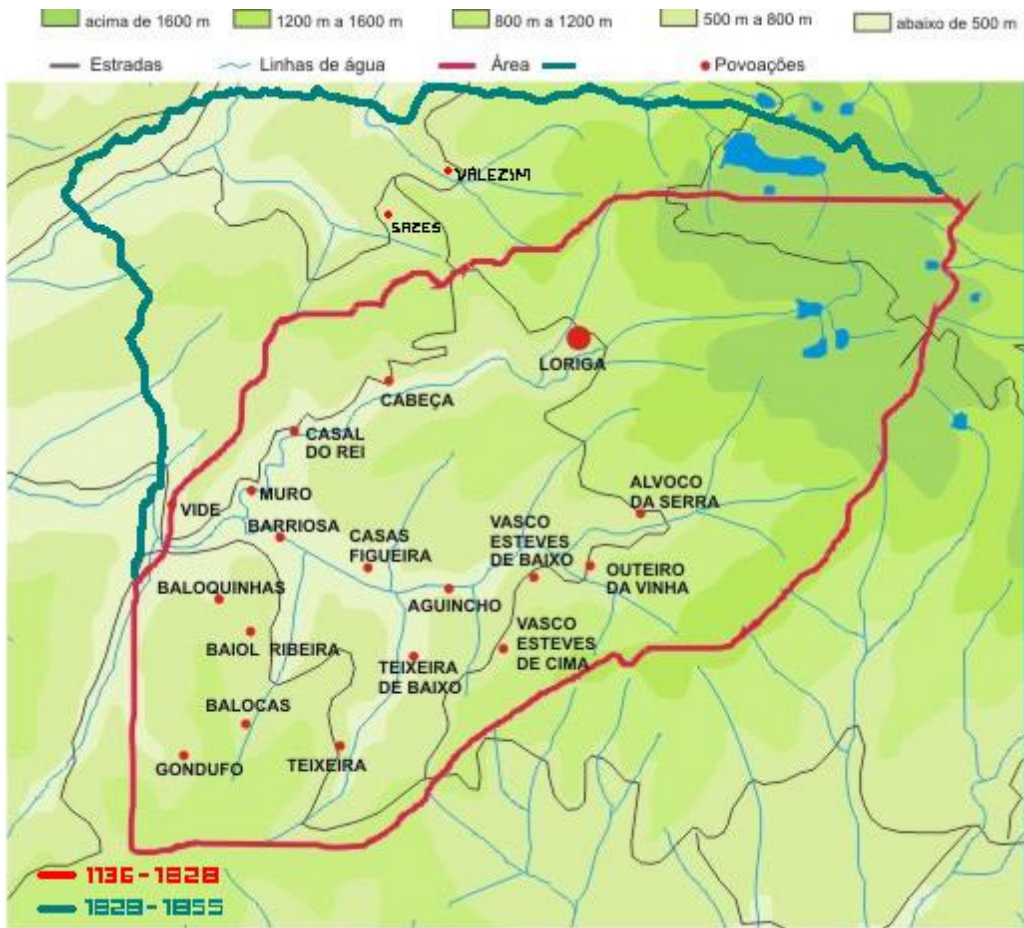 acima de 1600 m
1200 m a 1600 m
800 m a 1200 m
500 m a 800 m
abaixo de 500 m
Estradas
Linhas de água
Área
Povoações
VALEZIM
SAZES
LORIGA
CABEÇA
CASAL
DO REI
ALVOCO
DA SERRA
MURO
VIDE
BARRIOSA
VASCO
ESTEVES
DE BAIXO
CASAS
FIGUEIRA
OUTEIRO
DA VINHA
BALOQUINHAS
AGUINCHO
VASCO
ESTEVES
DE CIMA
BAIOL RIBEIRA
TEIXEIRA
DE BAIXO
BALOCAS
GONDUFO
TEIXEIRA
1136-1828
1828-1855